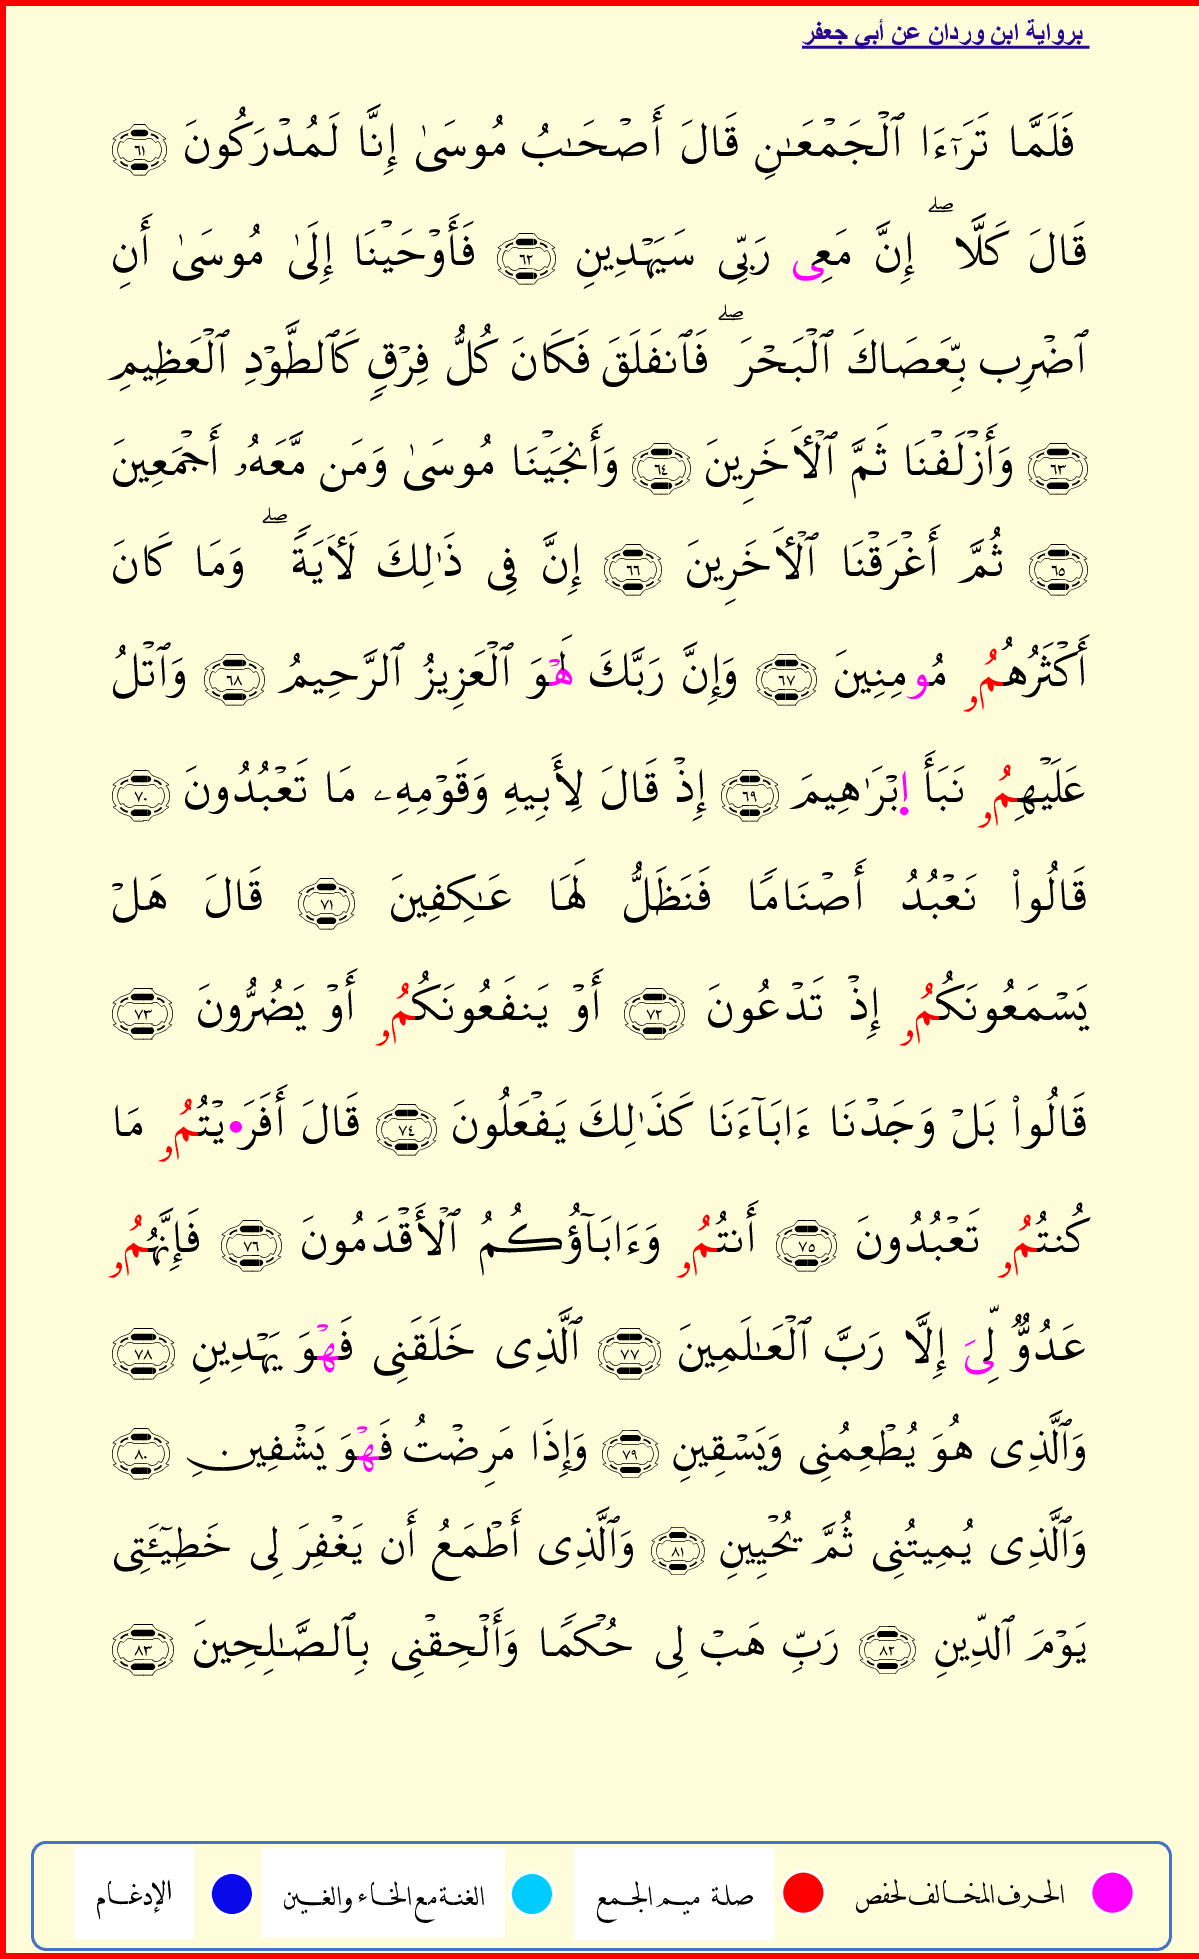 برواية ابن وردان عن أبي جعفر
فَلَمَّا تَرَٰٓءَا ٱلْجَمْعَـٰنِ قَالَ أَصْحَـٰبُ مُوسَىٰ إِنَّا لَمُدْرَكُونَ ٦١
قَالَ كَلَّا ۖ إِنَّ مَعِى رَبِّى سَيَهْدِينِ ٦٢ فَأَوْحَيْنَا إِلَىٰ مُوسَىٰ أَنِ
ٱضْرِب بِّعَصَاكَ ٱلْبَحْرَ ۖ فَٱنفَلَقَ فَكَانَ كُلُّ فِرْقٍ كَٱلطَّوْدِ ٱلْعَظِيمِ
٦٣ وَأَزْلَفْنَا ثَمَّ ٱلْأَخَرِينَ ٦٤ وَأَنجَيْنَا مُوسَىٰ وَمَن مَّعَهُۥ أَجْمَعِينَ
٦٥ ثُمَّ أَغْرَقْنَا ٱلْأَخَرِينَ ٦٦ إِنَّ فِى ذَٰلِكَ لَأَيَةً ۖ وَمَا كَانَ
أَكْثَرُهُمُۥ مُومِنِينَ ٦٧ وَإِنَّ رَبَّكَ لَهْوَ ٱلْعَزِيزُ ٱلرَّحِيمُ ٦٨ وَٱتْلُ
عَلَيْهِمُۥ نَبَأَ إِبْرَٰهِيمَ ٦٩ إِذْ قَالَ لِأَبِيهِ وَقَوْمِهِۦ مَا تَعْبُدُونَ ٧٠
قَالُوا۟ نَعْبُدُ أَصْنَامًا فَنَظَلُّ لَهَا عَـٰكِفِينَ ٧١ قَالَ هَلْ
يَسْمَعُونَكُمُۥ إِذْ تَدْعُونَ ٧٢ أَوْ يَنفَعُونَكُمُۥ أَوْ يَضُرُّونَ ٧٣
قَالُوا۟ بَلْ وَجَدْنَا ءَابَآءَنَا كَذَٰلِكَ يَفْعَلُونَ ٧٤ قَالَ أَفَرَ•يْتُمُۥ مَا
كُنتُمُۥ تَعْبُدُونَ ٧٥ أَنتُمُۥ وَءَابَآؤُكُمُ ٱلْأَقْدَمُونَ ٧٦ فَإِنَّهُمُۥ
عَدُوٌّ لِّىَ إِلَّا رَبَّ ٱلْعَـٰلَمِينَ ٧٧ ٱلَّذِى خَلَقَنِى فَهْوَ يَهْدِينِ ٧٨
وَٱلَّذِى هُوَ يُطْعِمُنِى وَيَسْقِينِ ٧٩ وَإِذَا مَرِضْتُ فَهْوَ يَشْفِينِ ٨٠
وَٱلَّذِى يُمِيتُنِى ثُمَّ يُحْيِينِ ٨١ وَٱلَّذِى أَطْمَعُ أَن يَغْفِرَ لِى خَطِيٓـَٔتِى
يَوْمَ ٱلدِّينِ ٨٢ رَبِّ هَبْ لِى حُكْمًا وَأَلْحِقْنِى بِٱلصَّـٰلِحِينَ ٨٣
الحرف المخالف لحفص صلة ميم الجمع الغنة مع الخاء والغين الإدغام